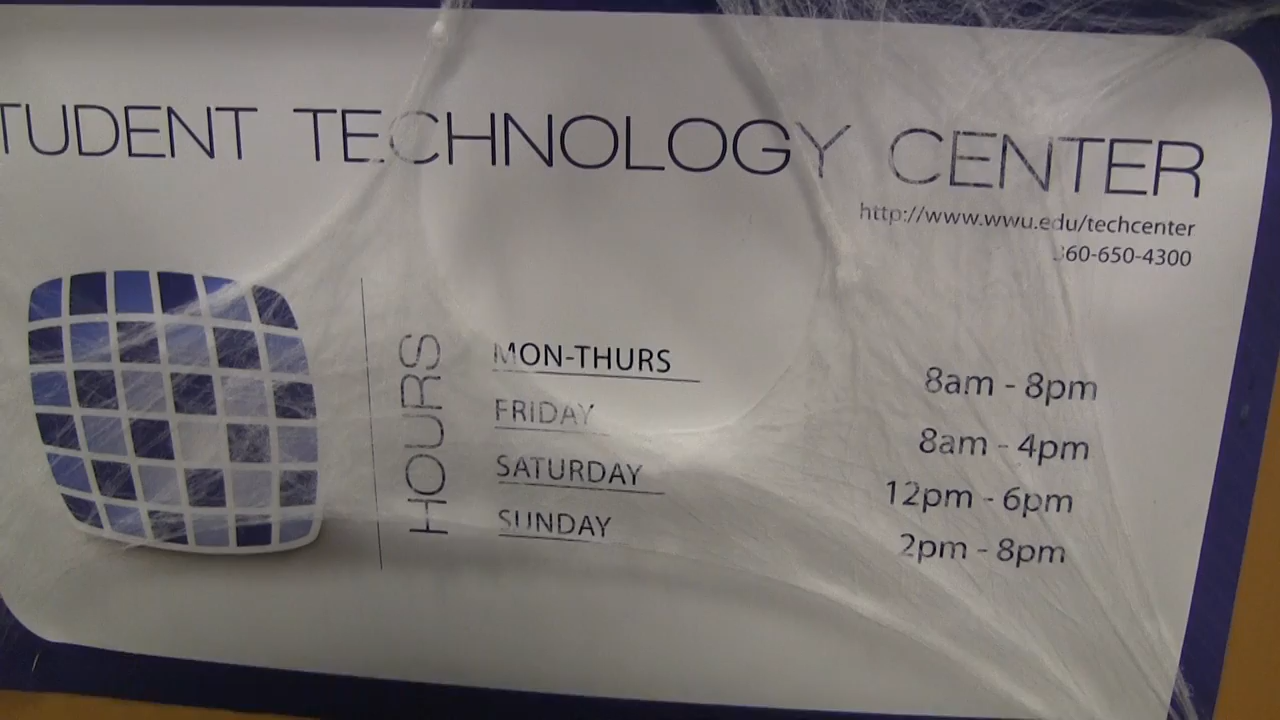 TUDENT TECHNOLOGY CENTER
http://www.wwu.edu/techcenter
60-650-4300
HOURS
MON-THURS 8am - 8pm
FRIDAY 8am - 4pm
SATURDAY 12pm - 6pm
SUNDAY 2pm - 8pm